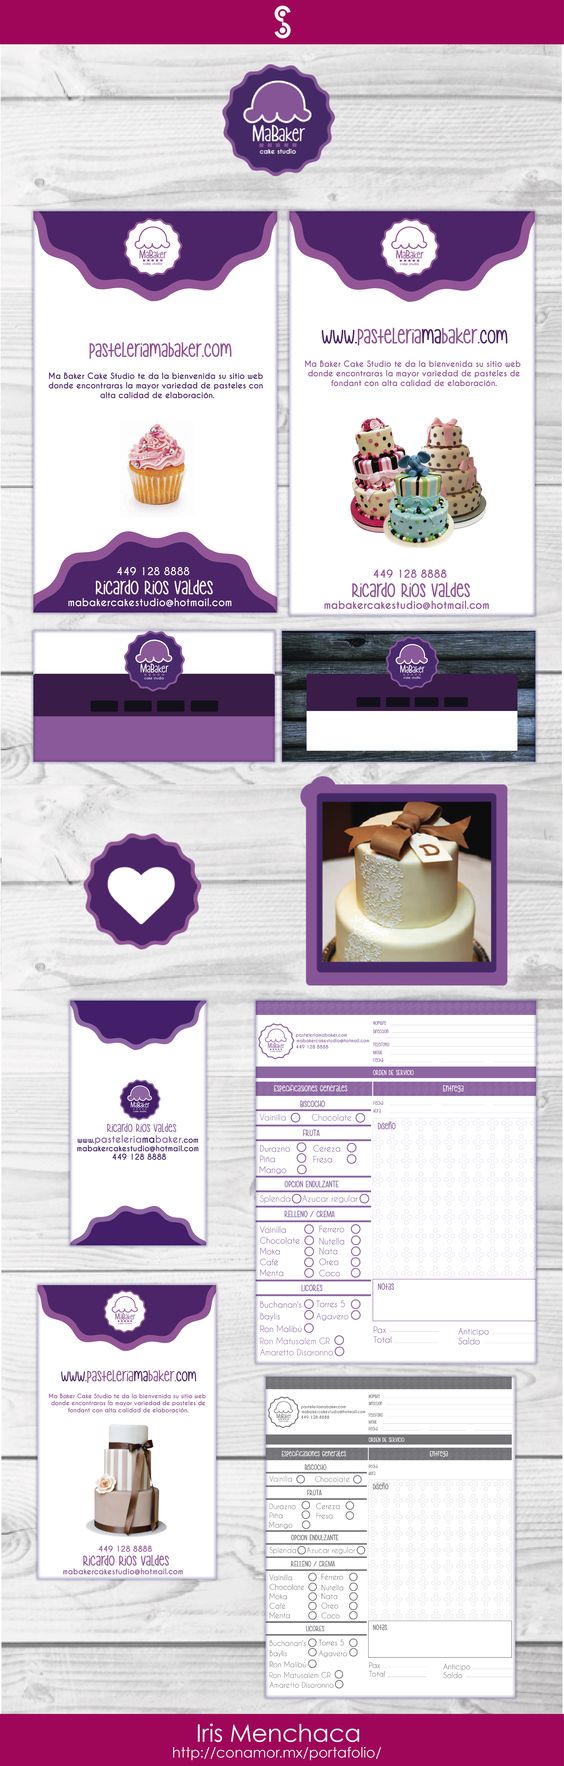 MaBaker
cake studio
MaBaker
cake studio
pasteleriamabaker.com
Ma Baker Cake Studio te da la bienvenida su sitio web
donde encontraras la mayor variedad de pasteles con
alta calidad de elaboración.
449 128 8888
Ricardo Rios Valdes
mabakercakestudio@hotmail.com
MaBaker
cake studio
www.pasteleriamabaker.com
Ma Baker Cake Studio te da la bienvenida su sitio web
donde encontraras la mayor variedad de pasteles de
fondant con alta calidad de elaboración.
449 128 8888
Ricardo Rios Valdes
mabakercakestudio@hotmail.com
MaBaker
cake studio
MaBaker
cake studio
D
MaBaker
cake studio
Ricardo Rios Valdes
www.pasteleriamabaker.com
mabakercakestudio@hotmail.com
449 128 8888
MaBaker
pasteleriamabaker.com
mabakercakestudio@hotmail.com
449 128 8888
Nombre
Direccion
Telefono
Movil
Fecha
Orden de servicio
Especificaciones Generales
Entrega
Biscocho
Fecha
Hora
Vainilla Chocolate
Diseño
Fruta
Durazno Cereza
Piña Fresa
Mango
Opcion endulzante
Splenda Azucar regular
Relleno / Crema
Vainilla Ferrero
Chocolate Nutella
Moka Nata
Café Oreo
Menta Coco
Notas
Licores
Buchanan's Torres 5
Baylis Agavero
Ron Malibú
Ron Matusalem GR
Amaretto Disaronno
Pax Anticipo
Total Saldo
MaBaker
cake studio
www.pasteleriamabaker.com
Ma Baker Cake Studio te da la bienvenida su sitio web
donde encontraras la mayor variedad de pasteles de
fondant con alta calidad de elaboración.
449 128 8888
Ricardo Rios Valdes
mabakercakestudio@hotmail.com
MaBaker
pasteleriamabaker.com
mabakercakestudio@hotmail.com
449 128 8888
Nombre
Direccion
Telefono
Movil
Fecha
Orden de servicio
Especificaciones Generales
Entrega
Biscocho
Fecha
Hora
Vainilla Chocolate
Diseño
Fruta
Durazno Cereza
Piña Fresa
Mango
Opcion endulzante
Splenda Azucar regular
Relleno / Crema
Vainilla Ferrero
Chocolate Nutella
Moka Nata
Café Oreo
Menta Coco
Notas
Licores
Buchanan's Torres 5
Baylis Agavero
Ron Malibú
Ron Matusalem GR
Amaretto Disaronno
Pax Anticipo
Total Saldo
Iris Menchaca
http://conamor.mx/portafolio/